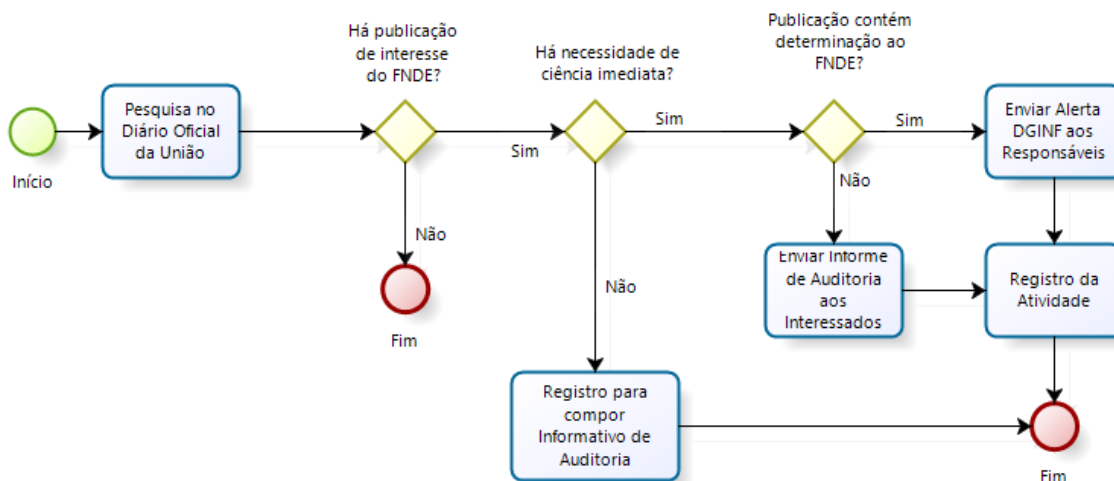 Há publicação
de interesse
do FNDE?
Há necessidade de
ciência imediata?
Publicação contém
determinação ao
FNDE?
Início
Pesquisa no
Diário Oficial
da União
Sim
Sim
Sim
Enviar Alerta
DGINF aos
Responsáveis
Não
Fim
Não
Não
Enviar Informe
de Auditoria
aos
Interessados
Registro da
Atividade
Registro para
compor
Informativo de
Auditoria
Fim